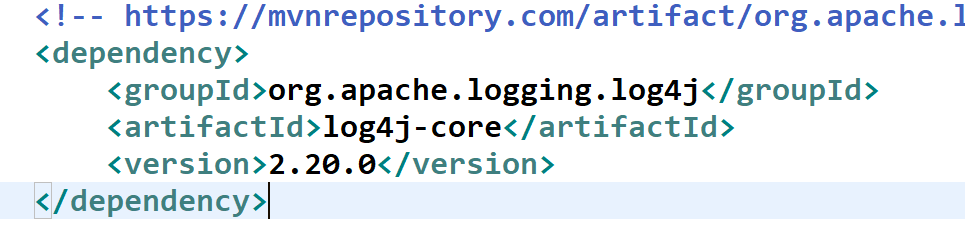 <!-- https://mvnrepository.com/artifact/org.apache.l
<dependency>
    <groupId>org.apache.logging.log4j</groupId>
    <artifactId>log4j-core</artifactId>
    <version>2.20.0</version>
</dependency>